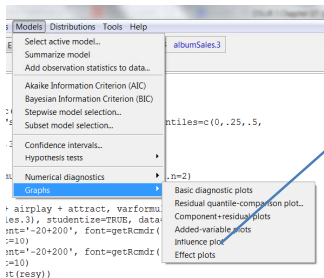 s Models Distributions Tools Help
Select active model...
albumSales.3
Summarize model
Add observation statistics to data...
Akaike Information Criterion (AIC)
Bayesian Information Criterion (BIC)
Stepwise model selection...
ntiles=c(0,.25,.5,
Subset model selection...
Confidence intervals...
Hypothesis tests
Numerical diagnostics
.n=2)
Graphs
Basic diagnostic plots
Residual quantile-comparison plot...
Component+residual plots
Added-variable plots
Influence plot
Effect plots
+ airplay + attract, varformul
les.3), studentize=TRUE, data=
ent='-20+200', font=getRcmdr(
t=10)
ent='-20+200', font=getRcmdr(
t=10)
st(resy))